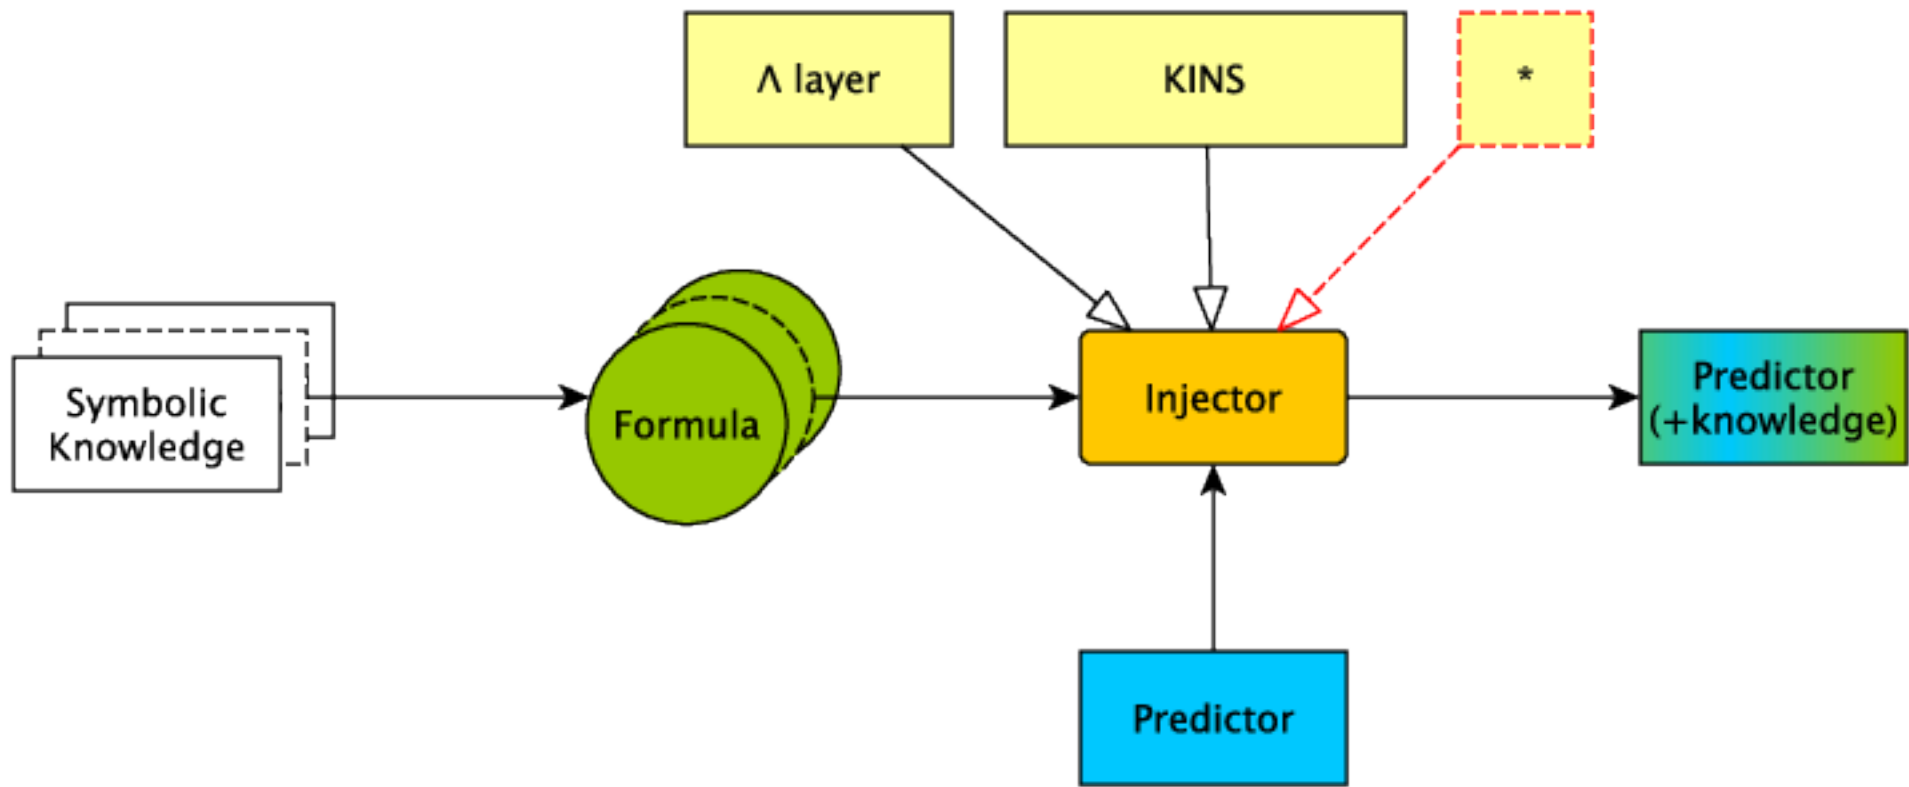 Λ layer
KINS
*
Symbolic
Knowledge
Formula
Injector
Predictor
(+knowledge)
Predictor